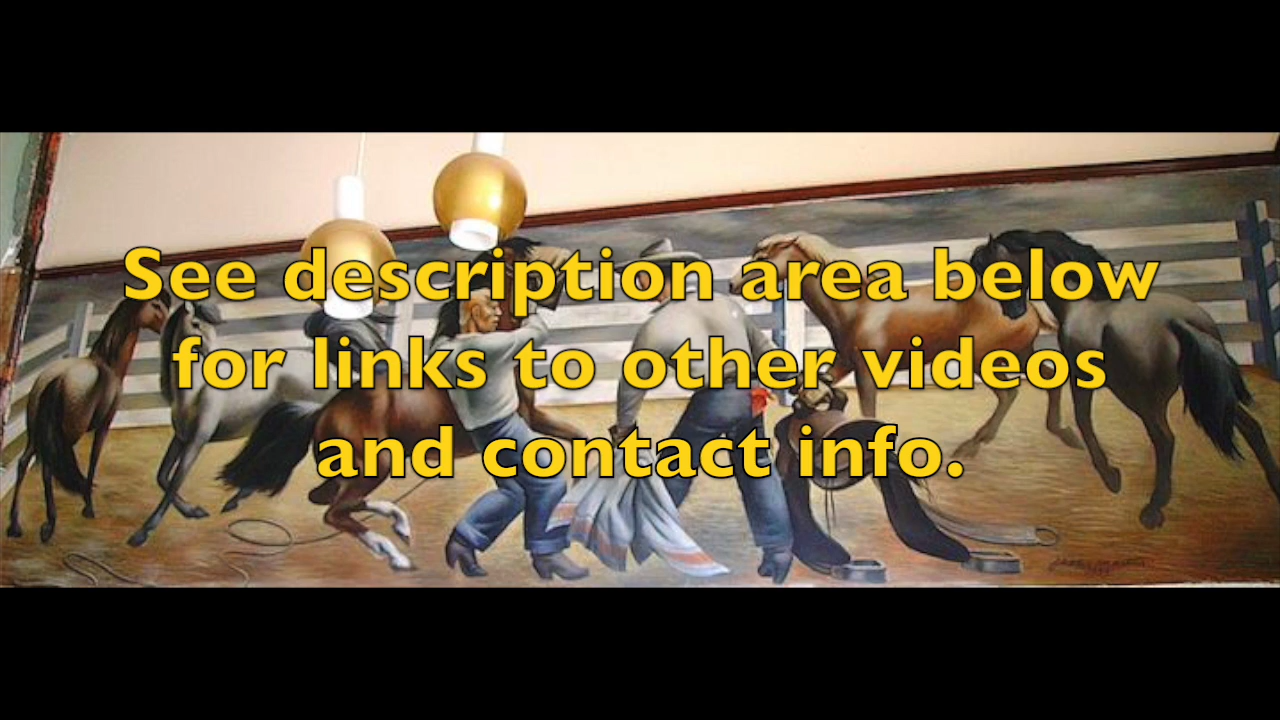 See description area below
for links to other videos
and contact info.